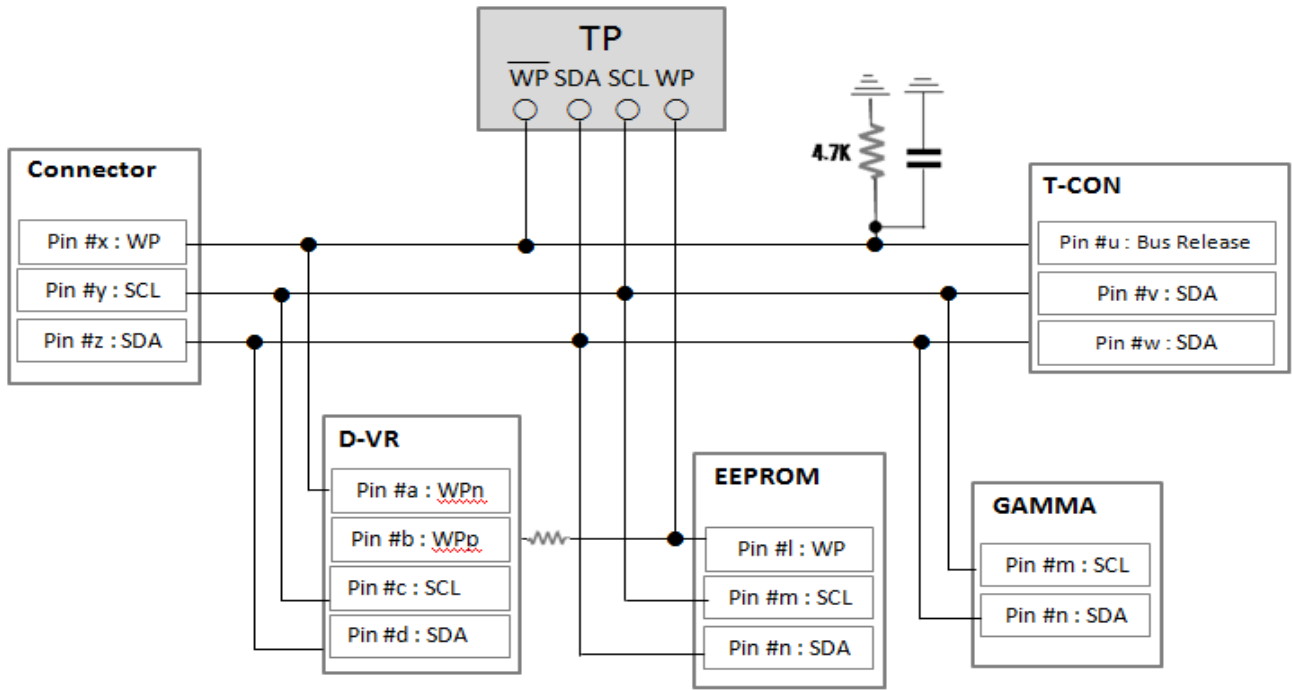 TP
WP SDA SCL WP
4.7K
Connector
Pin #x : WP
Pin #y : SCL
Pin #z : SDA
T-CON
Pin #u : Bus Release
Pin #v : SDA
Pin #w : SDA
D-VR
Pin #a : WPn
Pin #b : WPp
Pin #c : SCL
Pin #d : SDA
EEPROM
Pin #l : WP
Pin #m : SCL
Pin #n : SDA
GAMMA
Pin #m : SCL
Pin #n : SDA